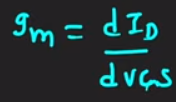 gm = dID / dvGS